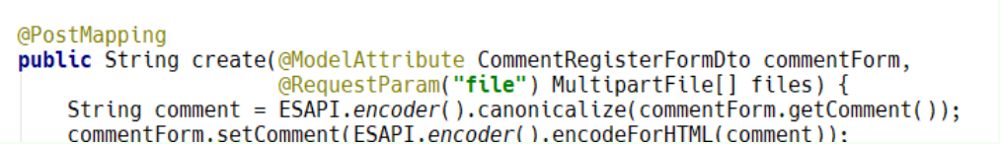 @PostMapping
public String create(@ModelAttribute CommentRegisterFormDto commentForm,
@RequestParam("file") MultipartFile[] files) {
String comment = ESAPI.encoder().canonicalize(commentForm.getComment());
commentForm.setComment(ESAPI.encoder().encodeForHTML(comment));